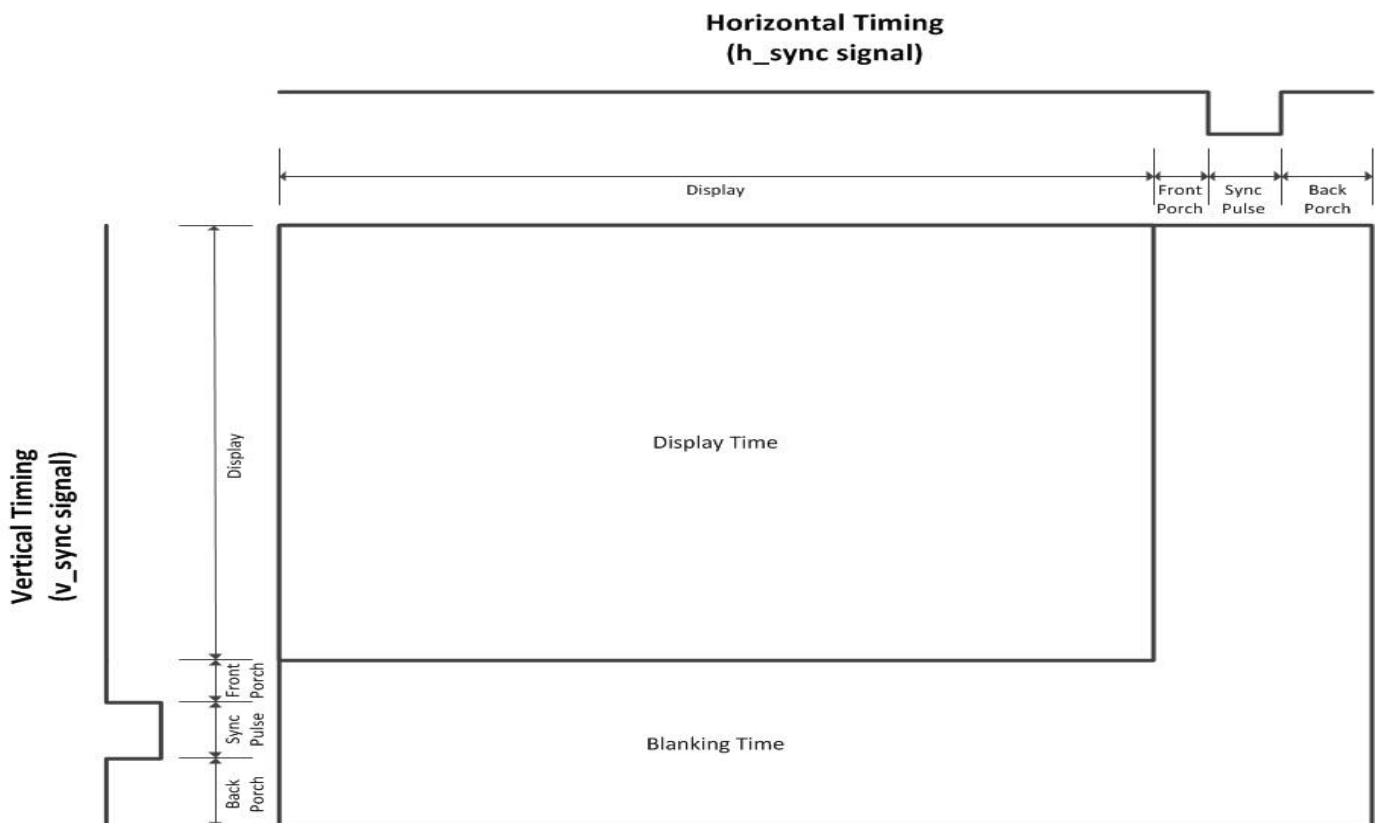 Horizontal Timing
(h_sync signal)
Display
Front
Porch
Sync
Pulse
Back
Porch
Vertical Timing
(v_sync signal)
Display
Front
Porch
Sync
Pulse
Back
Porch
Display Time
Blanking Time